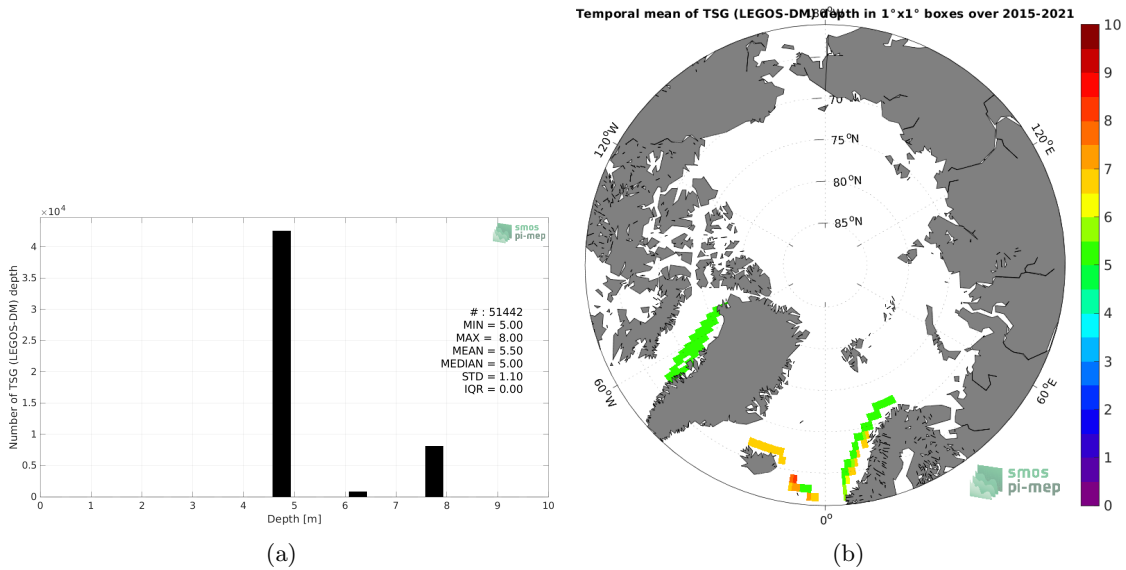 Temporal mean of TSG (LEGOS-DM) depth in 1°x1° boxes over 2015-2021
×10⁴
4
3.5
3
2.5
2
1.5
1
0.5
0
Number of TSG (LEGOS-DM) depth
smos
pi-mep
# : 51442
MIN = 5.00
MAX = 8.00
MEAN = 5.50
MEDIAN = 5.00
STD = 1.10
IQR = 0.00
0 1 2 3 4 5 6 7 8 9 10
Depth [m]
(a)
180°W
70°N
75°N
80°N
85°N
120°W
120°E
60°W
60°E
0°
smos
pi-mep
10
9
8
7
6
5
4
3
2
1
0
(b)